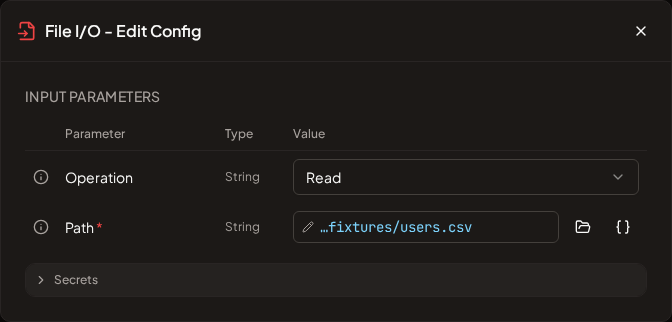 File I/O - Edit Config
INPUT PARAMETERS
Parameter Type Value
Operation String Read
Path * String …fixtures/users.csv { }
Secrets